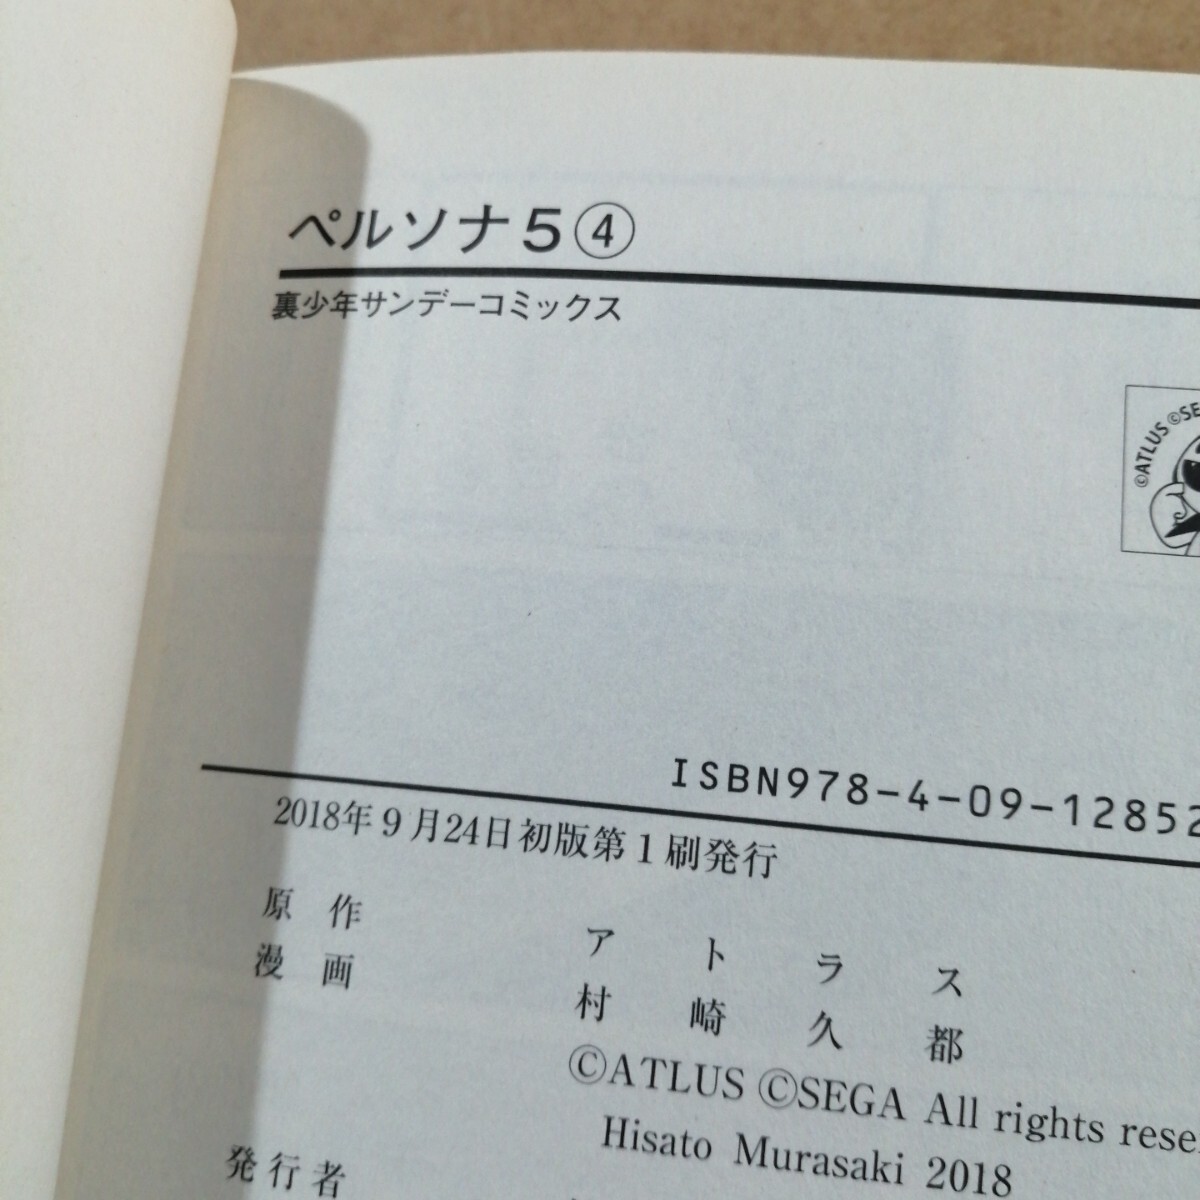 ペルソナ5④
裏少年サンデーコミックス
©ATLUS ©SE
ISBN978-4-09-12852
2018年9月24日初版第1刷発行
原作 アトラス
漫画 村崎久都
©ATLUS ©SEGA All rights rese
Hisato Murasaki 2018
発行者